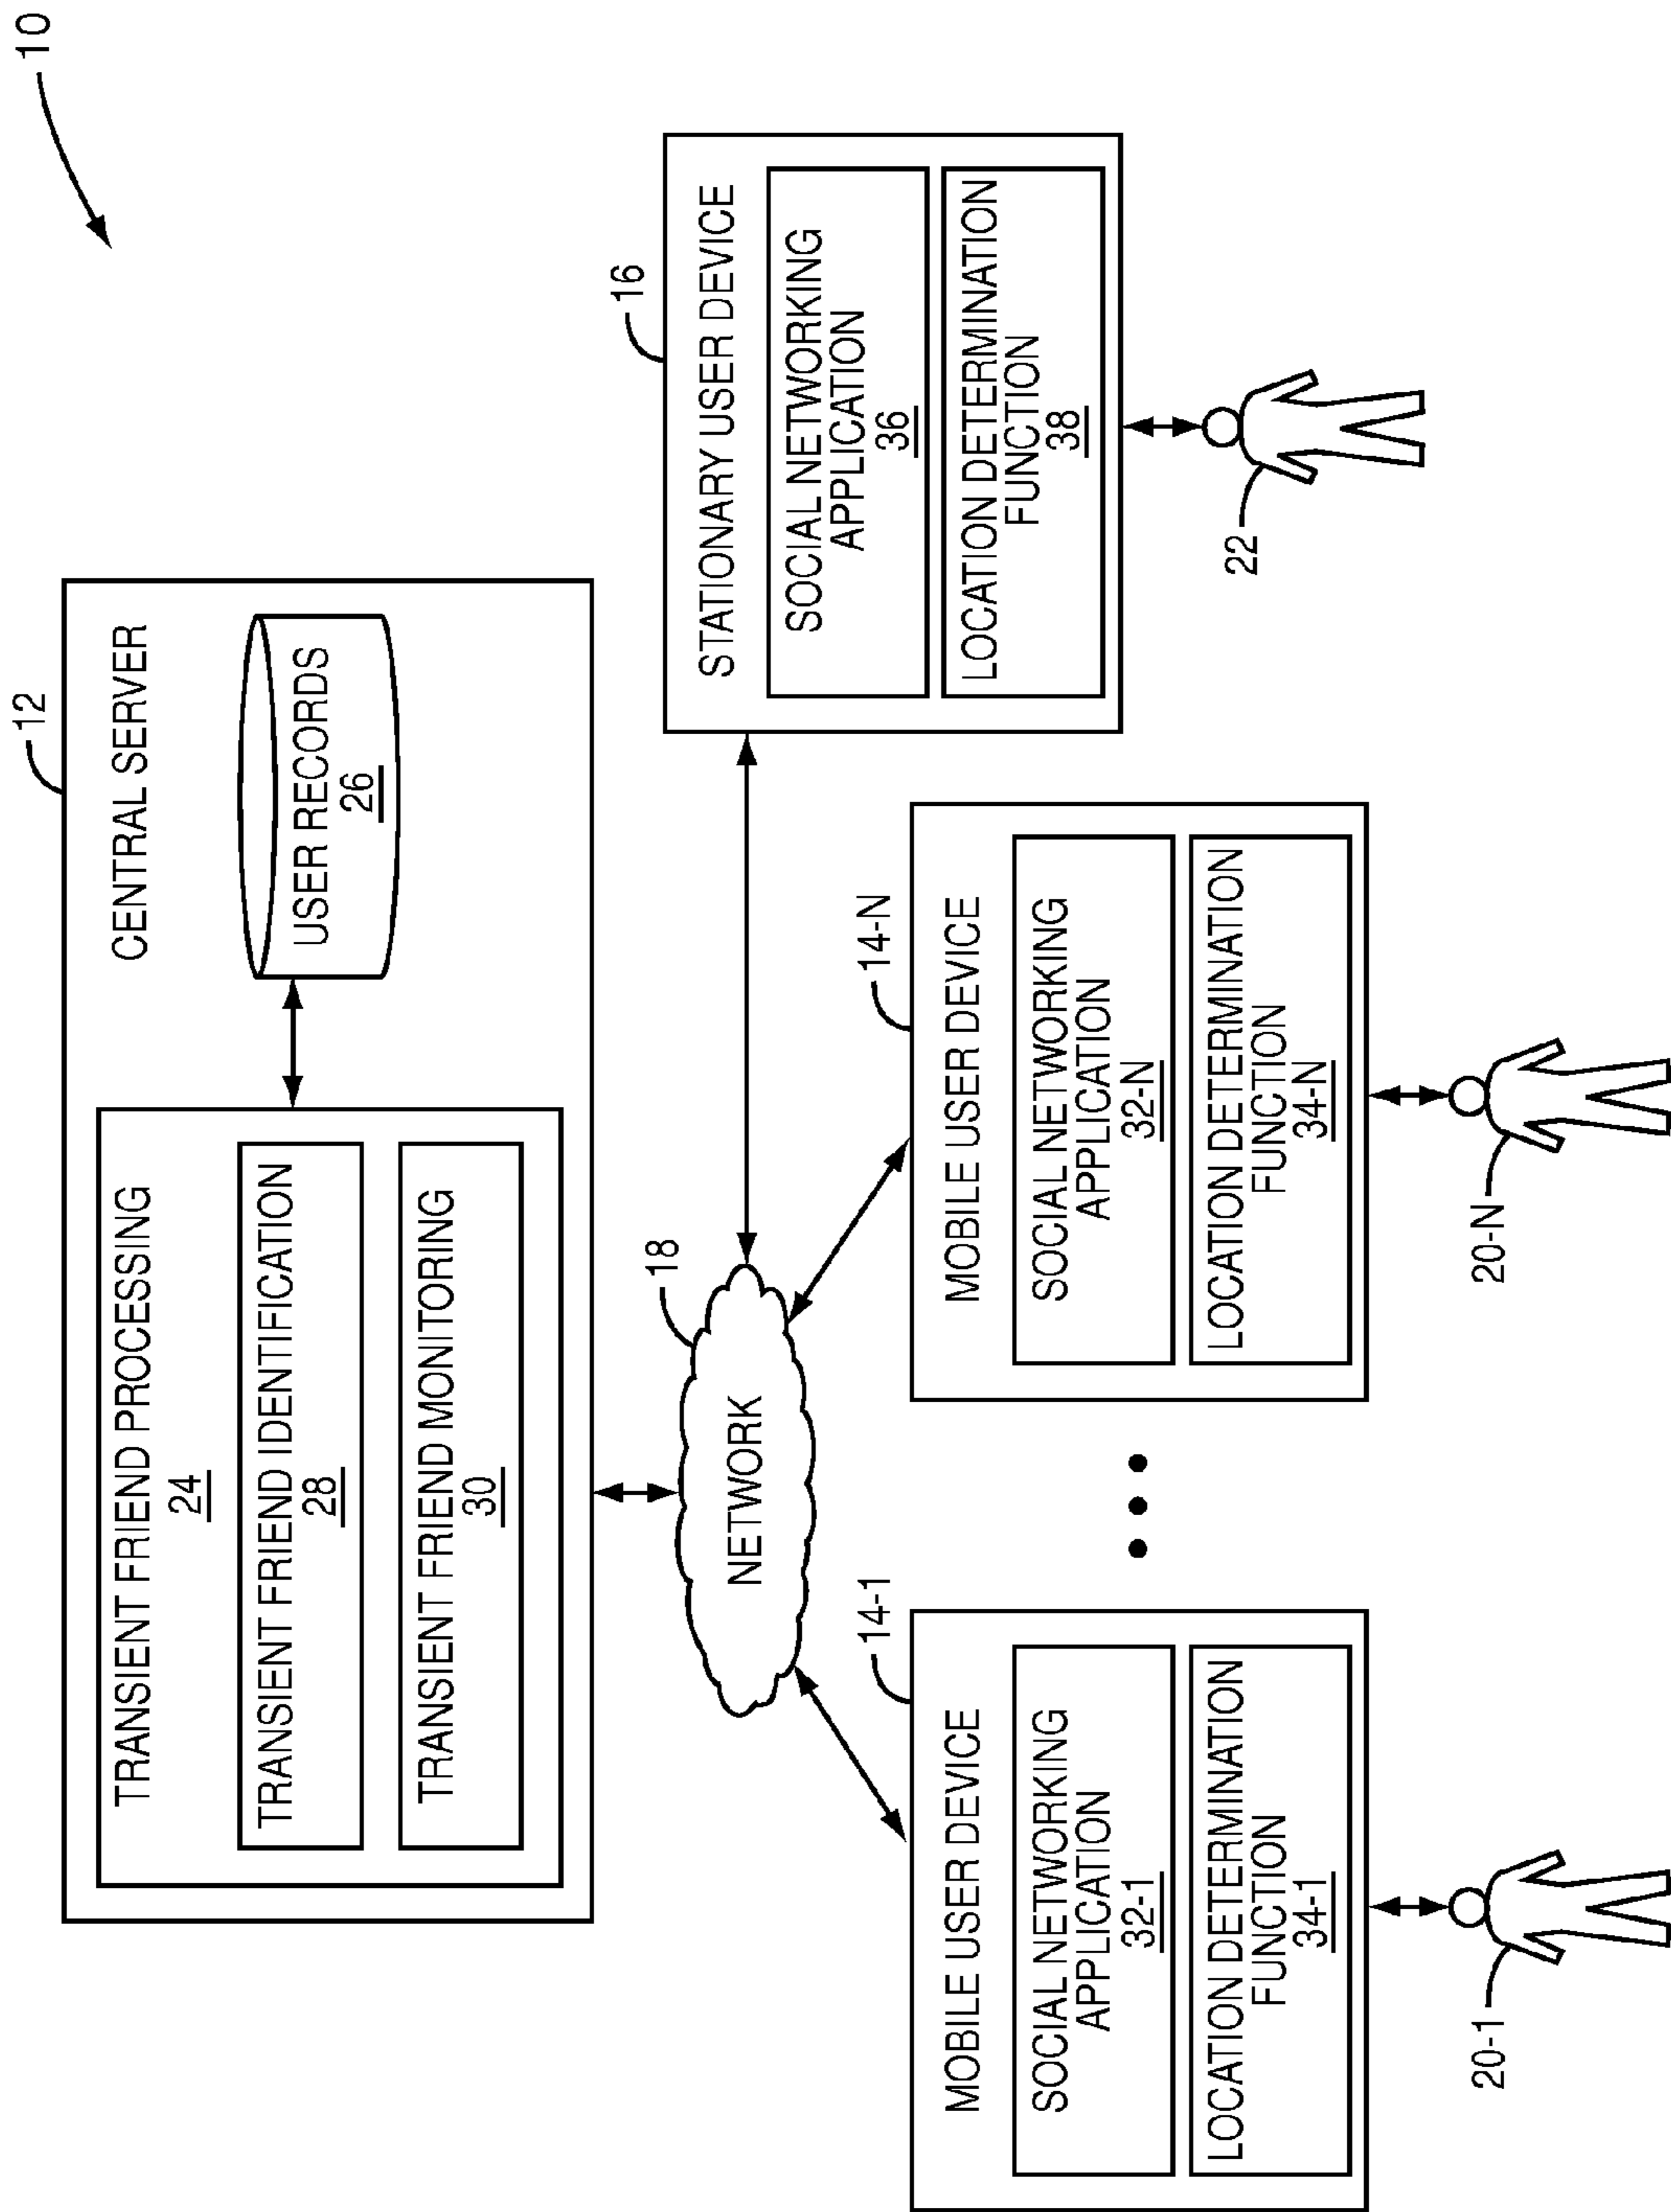 10
12
CENTRAL SERVER
TRANSIENT FRIEND PROCESSING
24
TRANSIENT FRIEND IDENTIFICATION
28
TRANSIENT FRIEND MONITORING
30
USER RECORDS
26
18
NETWORK
14-1
MOBILE USER DEVICE
SOCIAL NETWORKING
APPLICATION
32-1
LOCATION DETERMINATION
FUNCTION
34-1
20-1
14-N
MOBILE USER DEVICE
SOCIAL NETWORKING
APPLICATION
32-N
LOCATION DETERMINATION
FUNCTION
34-N
20-N
16
STATIONARY USER DEVICE
SOCIAL NETWORKING
APPLICATION
36
LOCATION DETERMINATION
FUNCTION
38
22